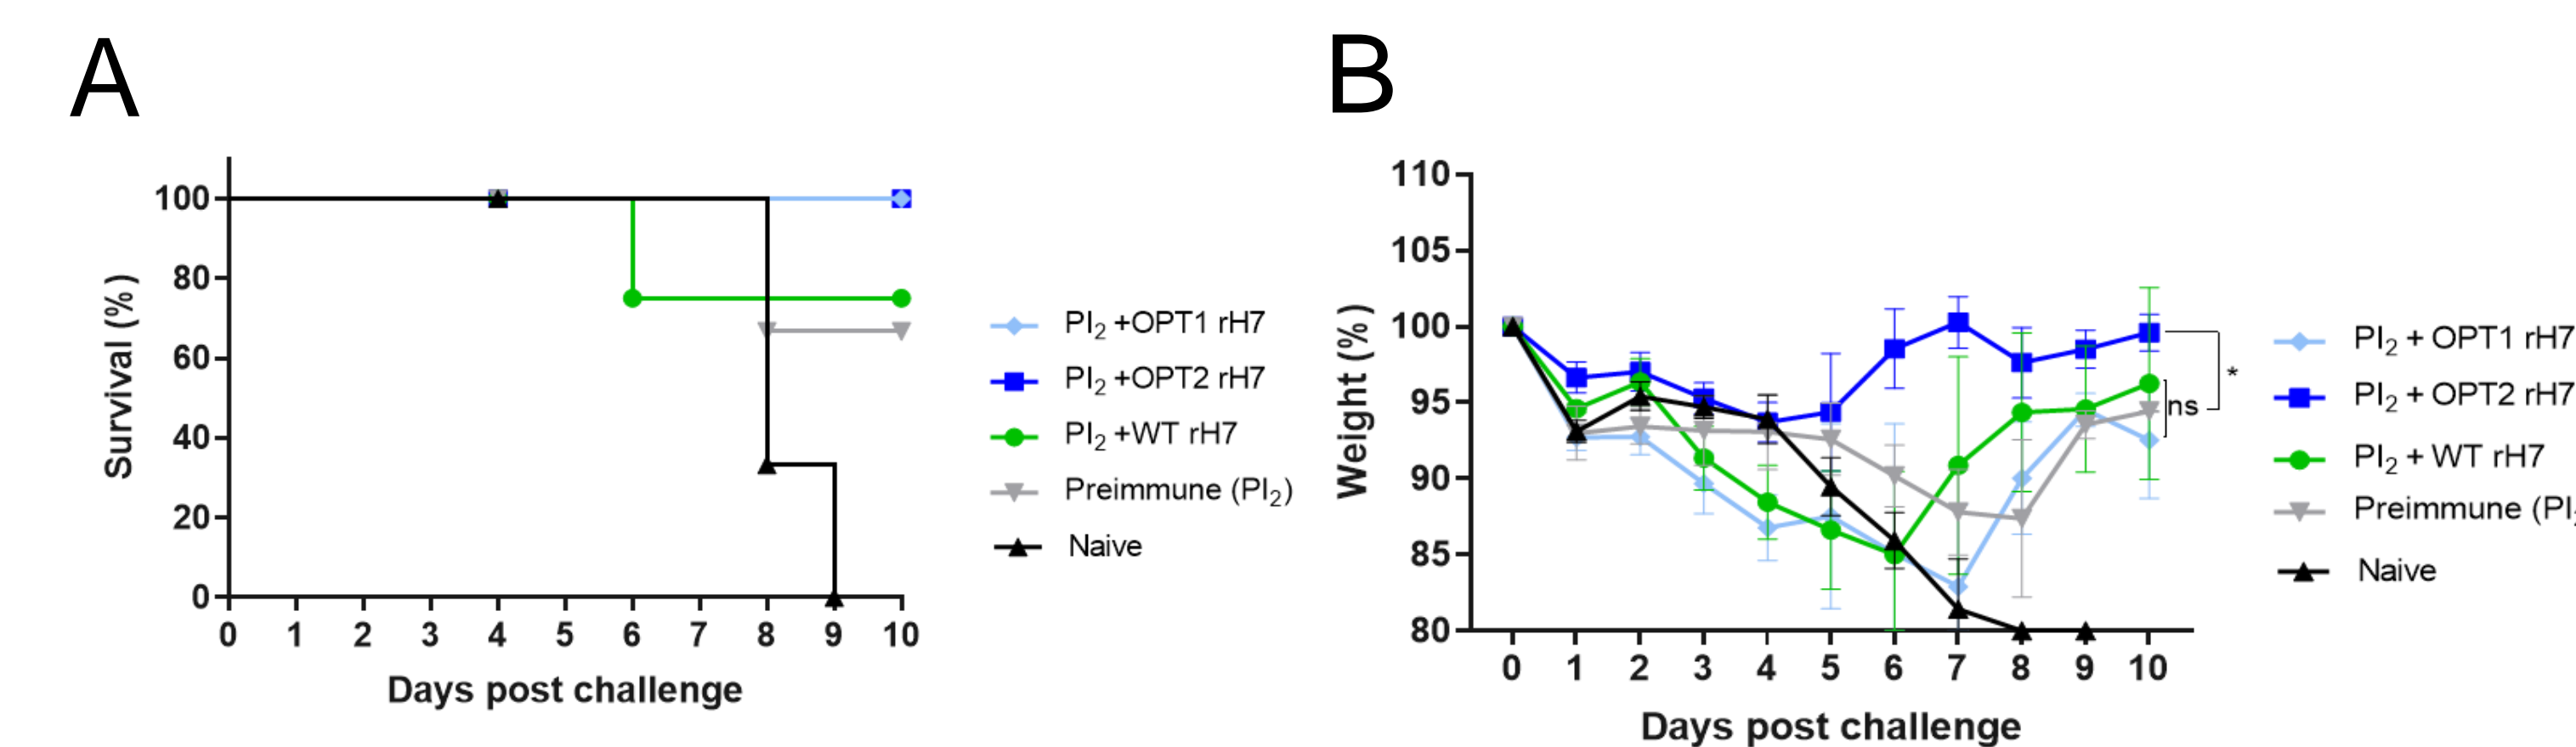 A
B
Survival (%)
100
80
60
40
20
0
0 1 2 3 4 5 6 7 8 9 10
Days post challenge
PI₂ +OPT1 rH7
PI₂ +OPT2 rH7
PI₂ +WT rH7
Preimmune (PI₂)
Naive
Weight (%)
110
105
100
95
90
85
80
0 1 2 3 4 5 6 7 8 9 10
Days post challenge
*
ns
PI₂ + OPT1 rH7
PI₂ + OPT2 rH7
PI₂ + WT rH7
Preimmune (PI
Naive